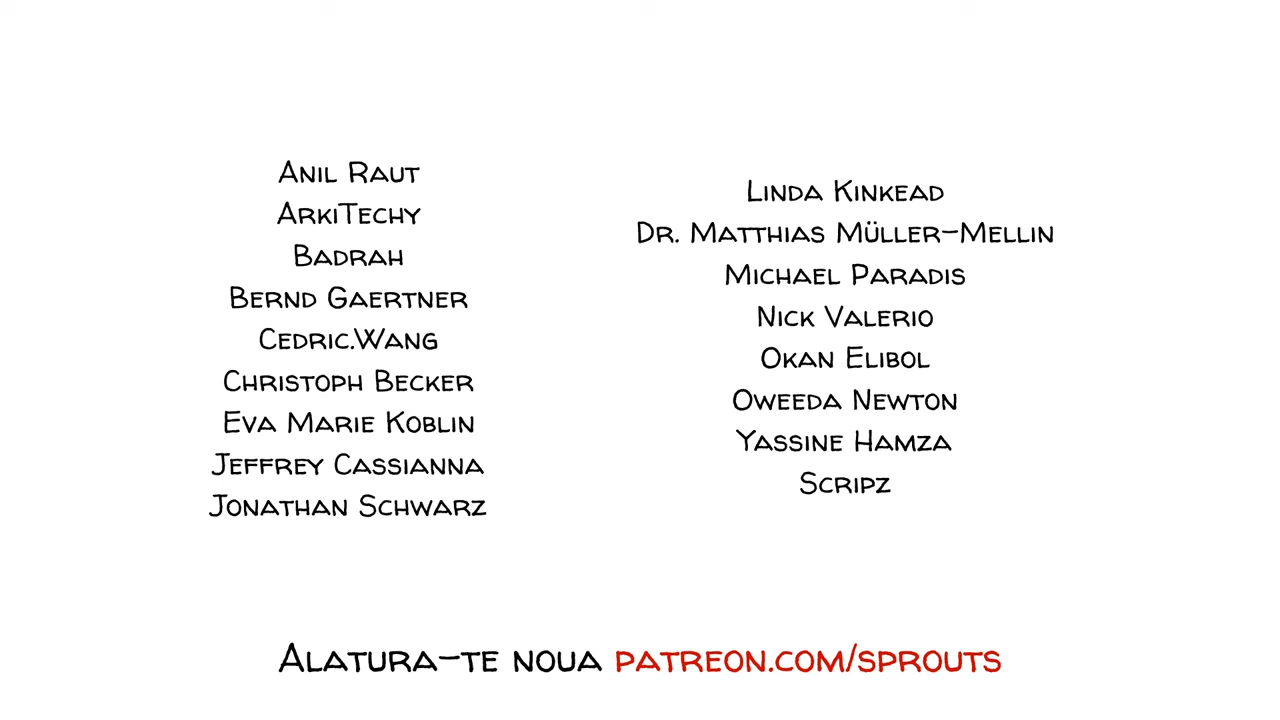 Anil Raut
ArkiTechy
Badrah
Bernd Gaertner
Cedric.Wang
Christoph Becker
Eva Marie Koblin
Jeffrey Cassianna
Jonathan Schwarz
Linda Kinkead
Dr. Matthias Müller-Mellin
Michael Paradis
Nick Valerio
Okan Elibol
Oweeda Newton
Yassine Hamza
Scripz
Alatura-te noua patreon.com/sprouts